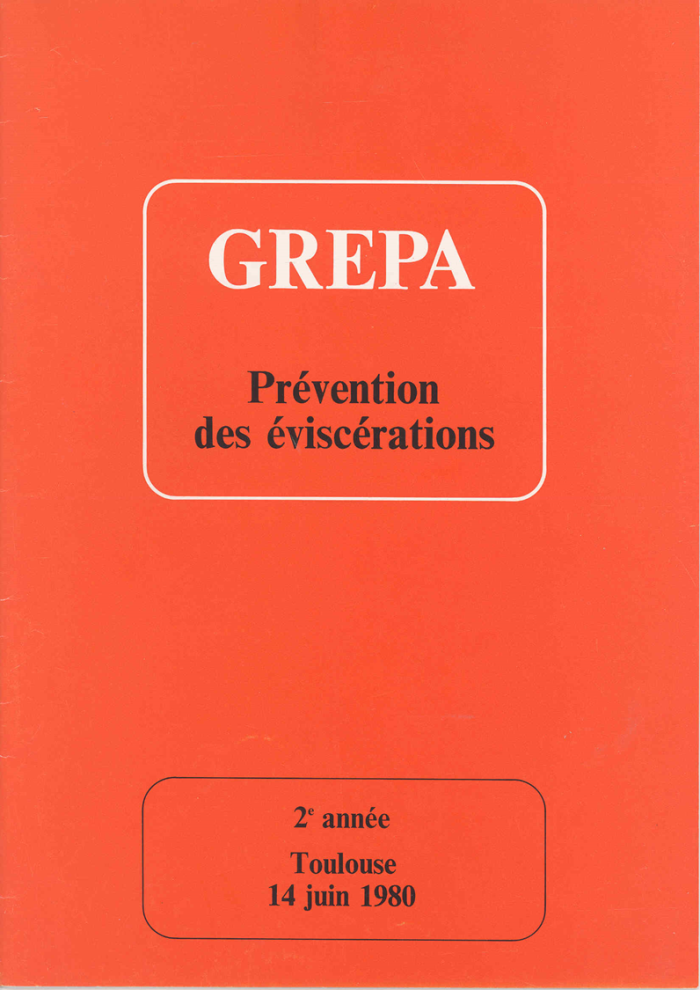 GREPA
Prévention
des éviscérations
2e année
Toulouse
14 juin 1980